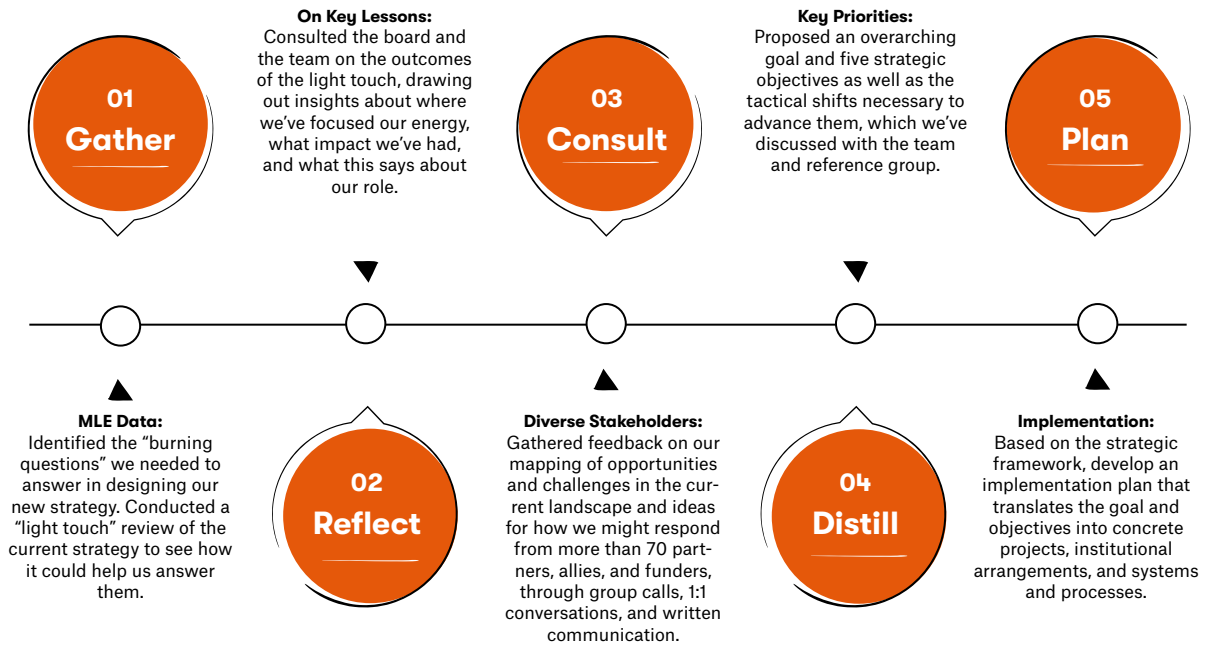 01
Gather
MLE Data:
Identified the “burning
questions” we needed to
answer in designing our
new strategy. Conducted a
“light touch” review of the
current strategy to see how
it could help us answer
them.
On Key Lessons:
Consulted the board and
the team on the outcomes
of the light touch, drawing
out insights about where
we’ve focused our energy,
what impact we’ve had,
and what this says about
our role.
02
Reflect
03
Consult
Diverse Stakeholders:
Gathered feedback on our
mapping of opportunities
and challenges in the cur-
rent landscape and ideas
for how we might respond
from more than 70 part-
ners, allies, and funders,
through group calls, 1:1
conversations, and written
communication.
Key Priorities:
Proposed an overarching
goal and five strategic
objectives as well as the
tactical shifts necessary to
advance them, which we’ve
discussed with the team
and reference group.
04
Distill
05
Plan
Implementation:
Based on the strategic
framework, develop an
implementation plan that
translates the goal and
objectives into concrete
projects, institutional
arrangements, and systems
and processes.